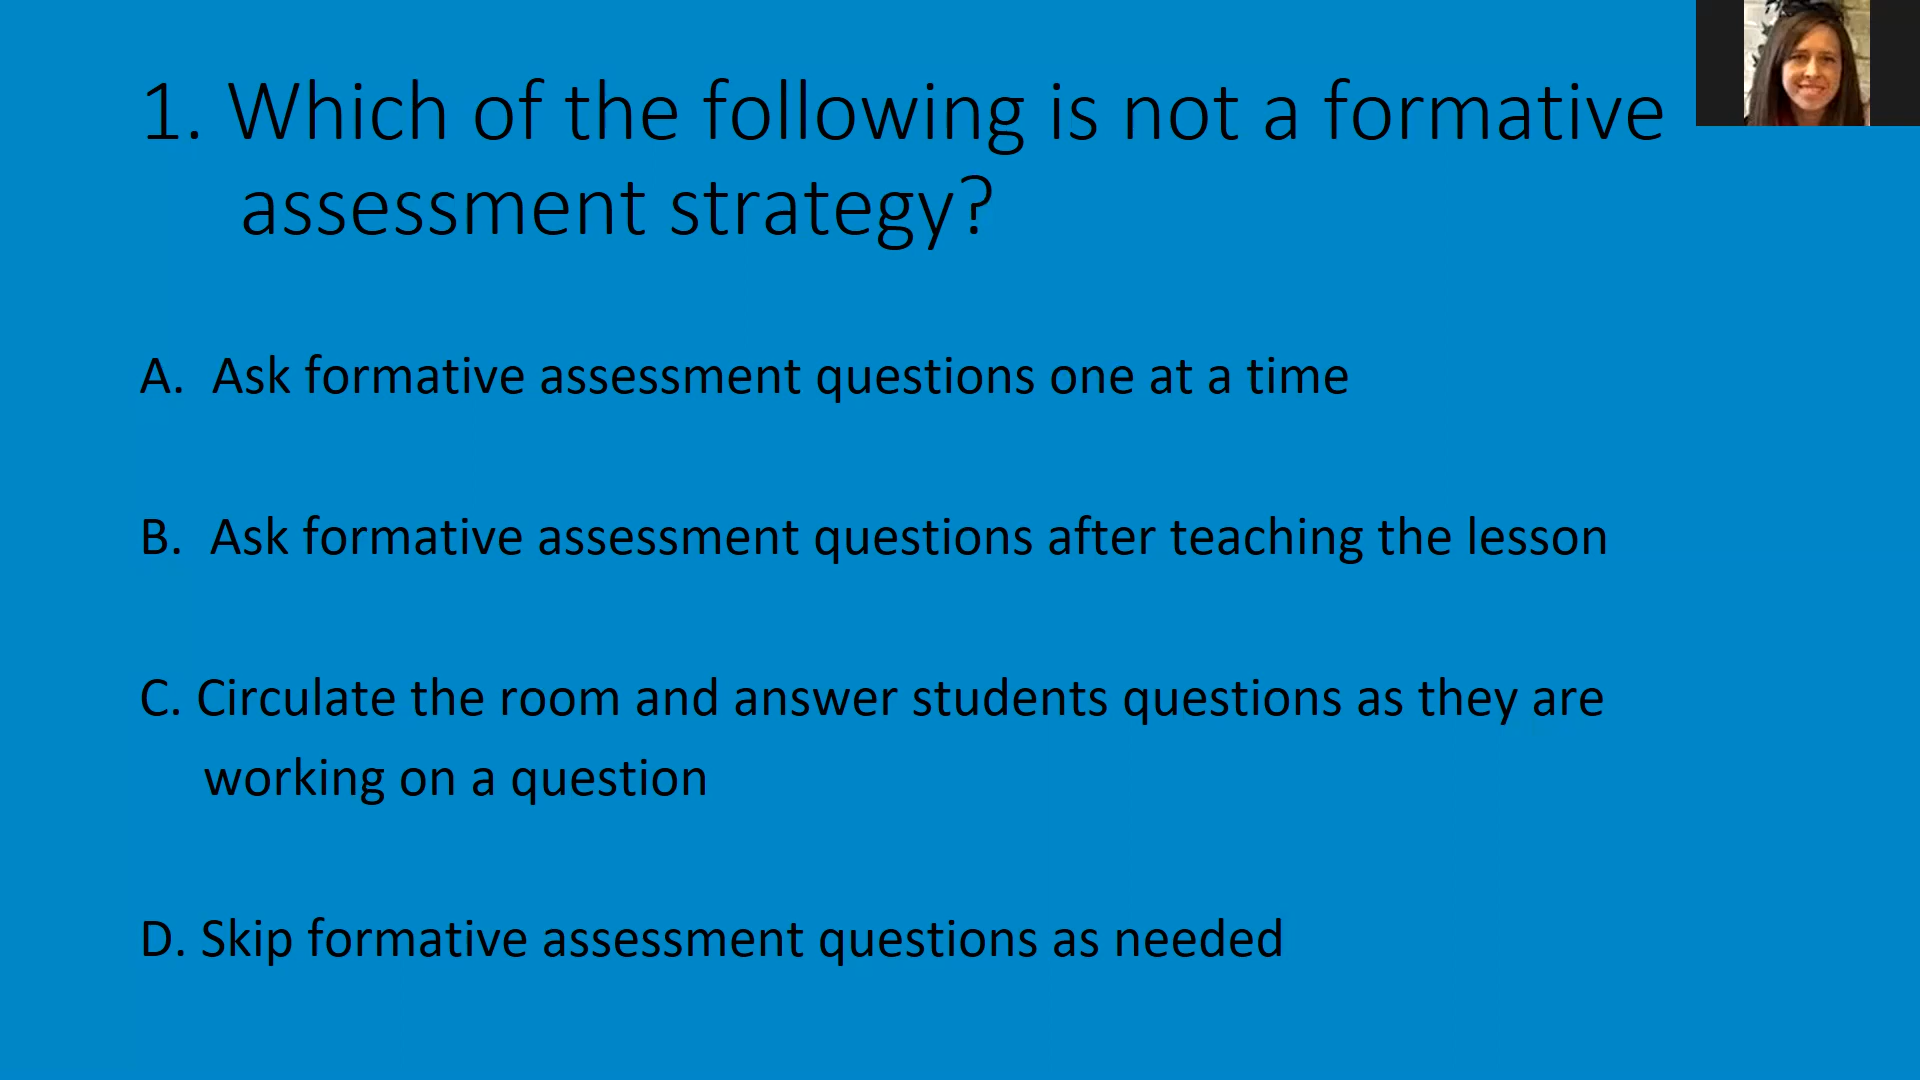 1. Which of the following is not a formative
assessment strategy?
A. Ask formative assessment questions one at a time
B. Ask formative assessment questions after teaching the lesson
C. Circulate the room and answer students questions as they are
working on a question
D. Skip formative assessment questions as needed